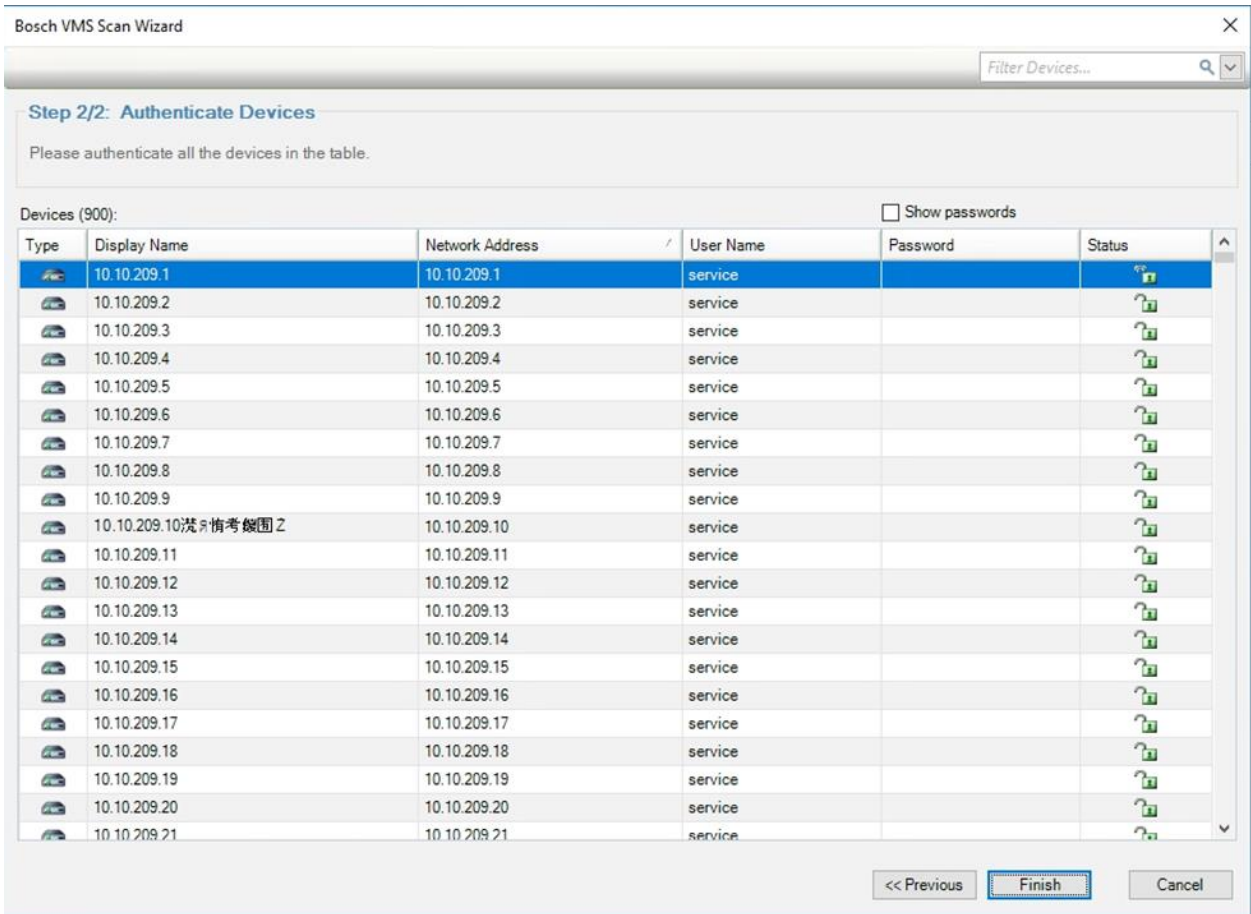 Bosch VMS Scan Wizard
Filter Devices...
Step 2/2: Authenticate Devices
Please authenticate all the devices in the table.
Devices (900):
Show passwords
Type Display Name Network Address User Name Password Status
10.10.209.1 10.10.209.1 service
10.10.209.2 10.10.209.2 service
10.10.209.3 10.10.209.3 service
10.10.209.4 10.10.209.4 service
10.10.209.5 10.10.209.5 service
10.10.209.6 10.10.209.6 service
10.10.209.7 10.10.209.7 service
10.10.209.8 10.10.209.8 service
10.10.209.9 10.10.209.9 service
10.10.209.10 service
10.10.209.11 10.10.209.11 service
10.10.209.12 10.10.209.12 service
10.10.209.13 10.10.209.13 service
10.10.209.14 10.10.209.14 service
10.10.209.15 10.10.209.15 service
10.10.209.16 10.10.209.16 service
10.10.209.17 10.10.209.17 service
10.10.209.18 10.10.209.18 service
10.10.209.19 10.10.209.19 service
10.10.209.20 10.10.209.20 service
10.10.209.21 10.10.209.21 service
<< Previous Finish Cancel